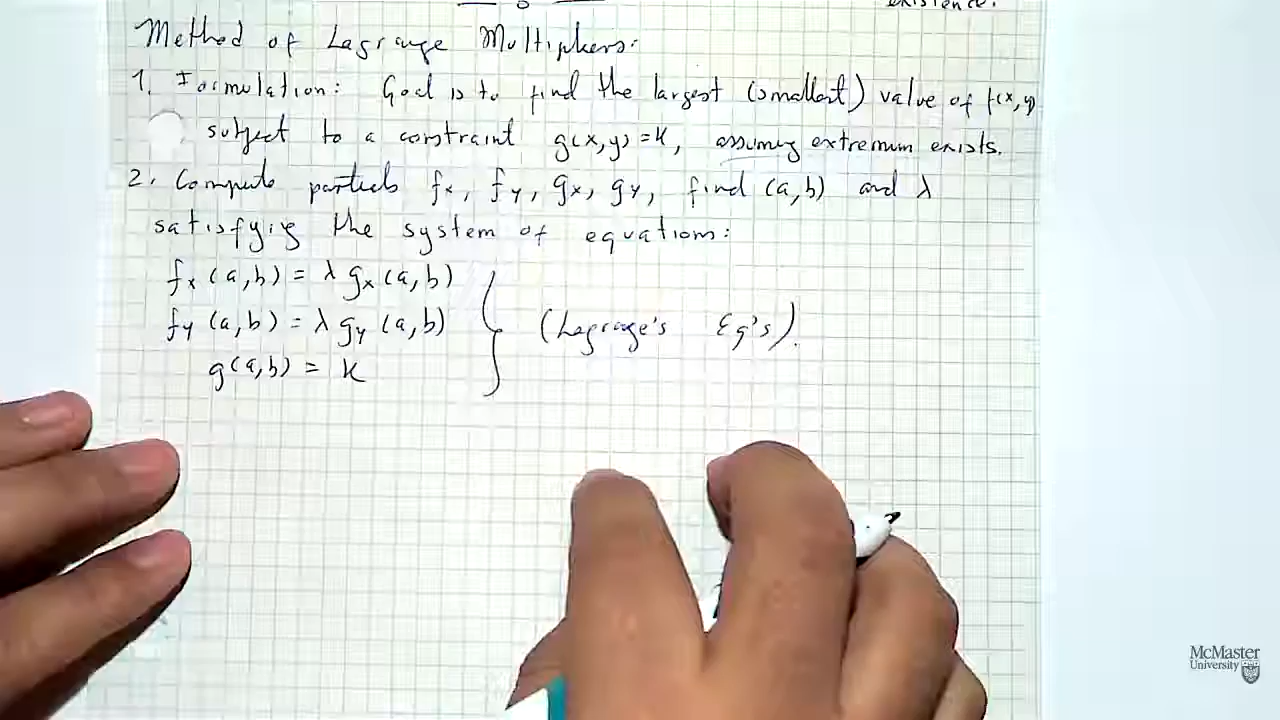 existence.
Method of Lagrange Multipliers:
1. Formulation: Goal is to find the largest (smallest) value of f(x,y)
subject to a constraint g(x,y)=K, assuming extremum exists.
2. Compute partials fx, fy, gx, gy, find (a,b) and λ
satisfying the system of equations:
fx(a,b) = λ gx(a,b)
fy(a,b) = λ gy(a,b)
g(a,b) = K
(Lagrage's Eq's).
McMaster
University